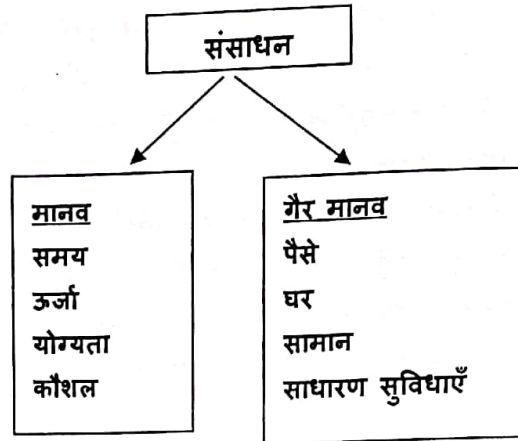 संसाधन
मानव
समय
ऊर्जा
योग्यता
कौशल
गैर मानव
पैसे
घर
सामान
साधारण सुविधाएँ